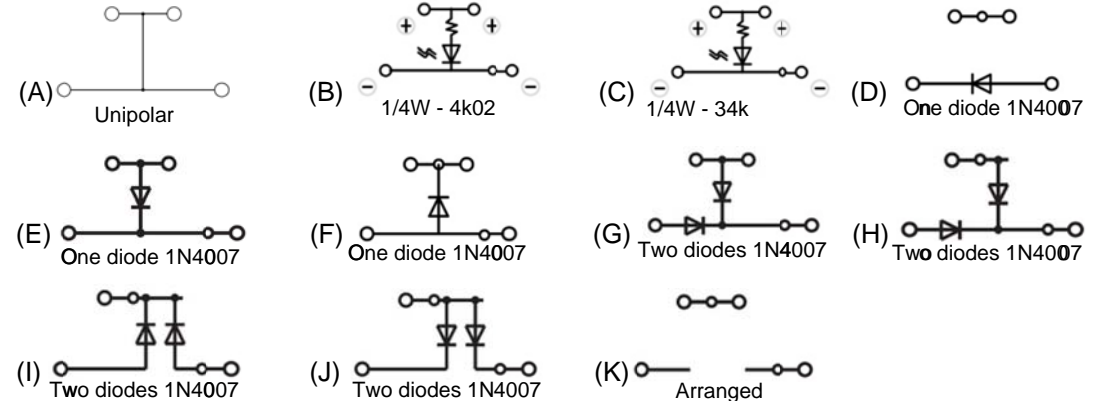 (A) Unipolar
(B) 1/4W - 4k02
(C) 1/4W - 34k
(D) One diode 1N4007
(E) One diode 1N4007
(F) One diode 1N4007
(G) Two diodes 1N4007
(H) Two diodes 1N4007
(I) Two diodes 1N4007
(J) Two diodes 1N4007
(K) Arranged